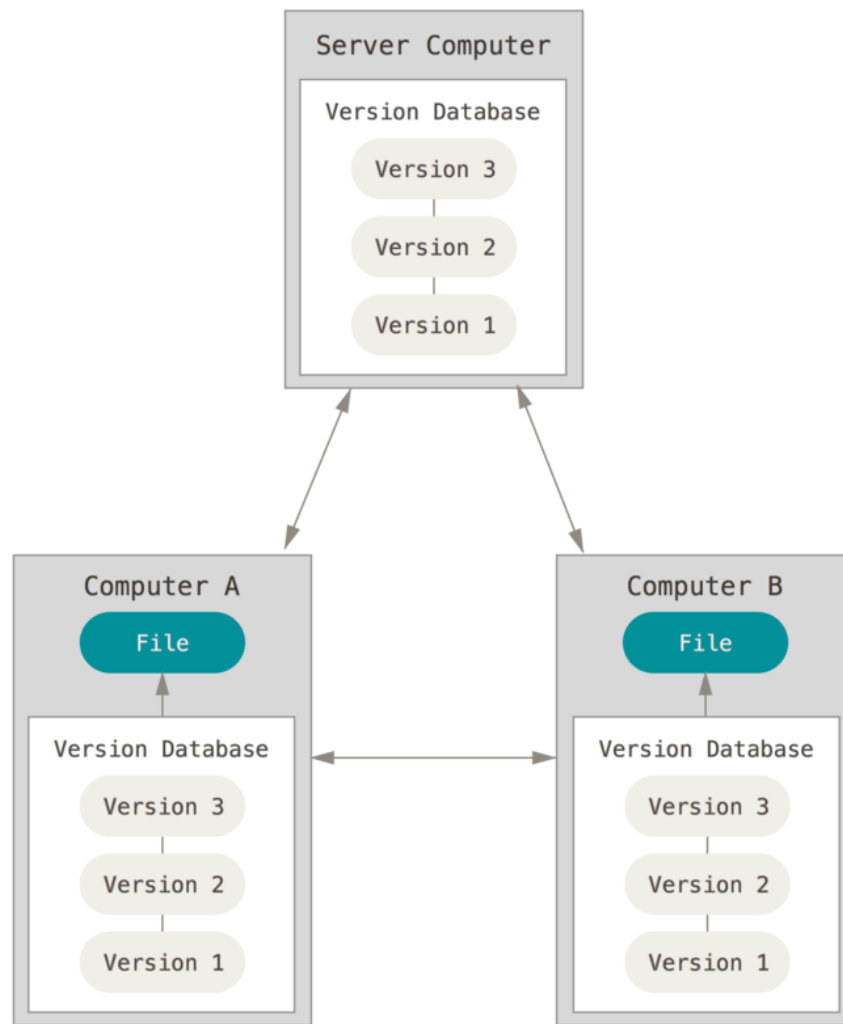 Server Computer
Version Database
Version 3
Version 2
Version 1
Computer A
File
Version Database
Version 3
Version 2
Version 1
Computer B
File
Version Database
Version 3
Version 2
Version 1